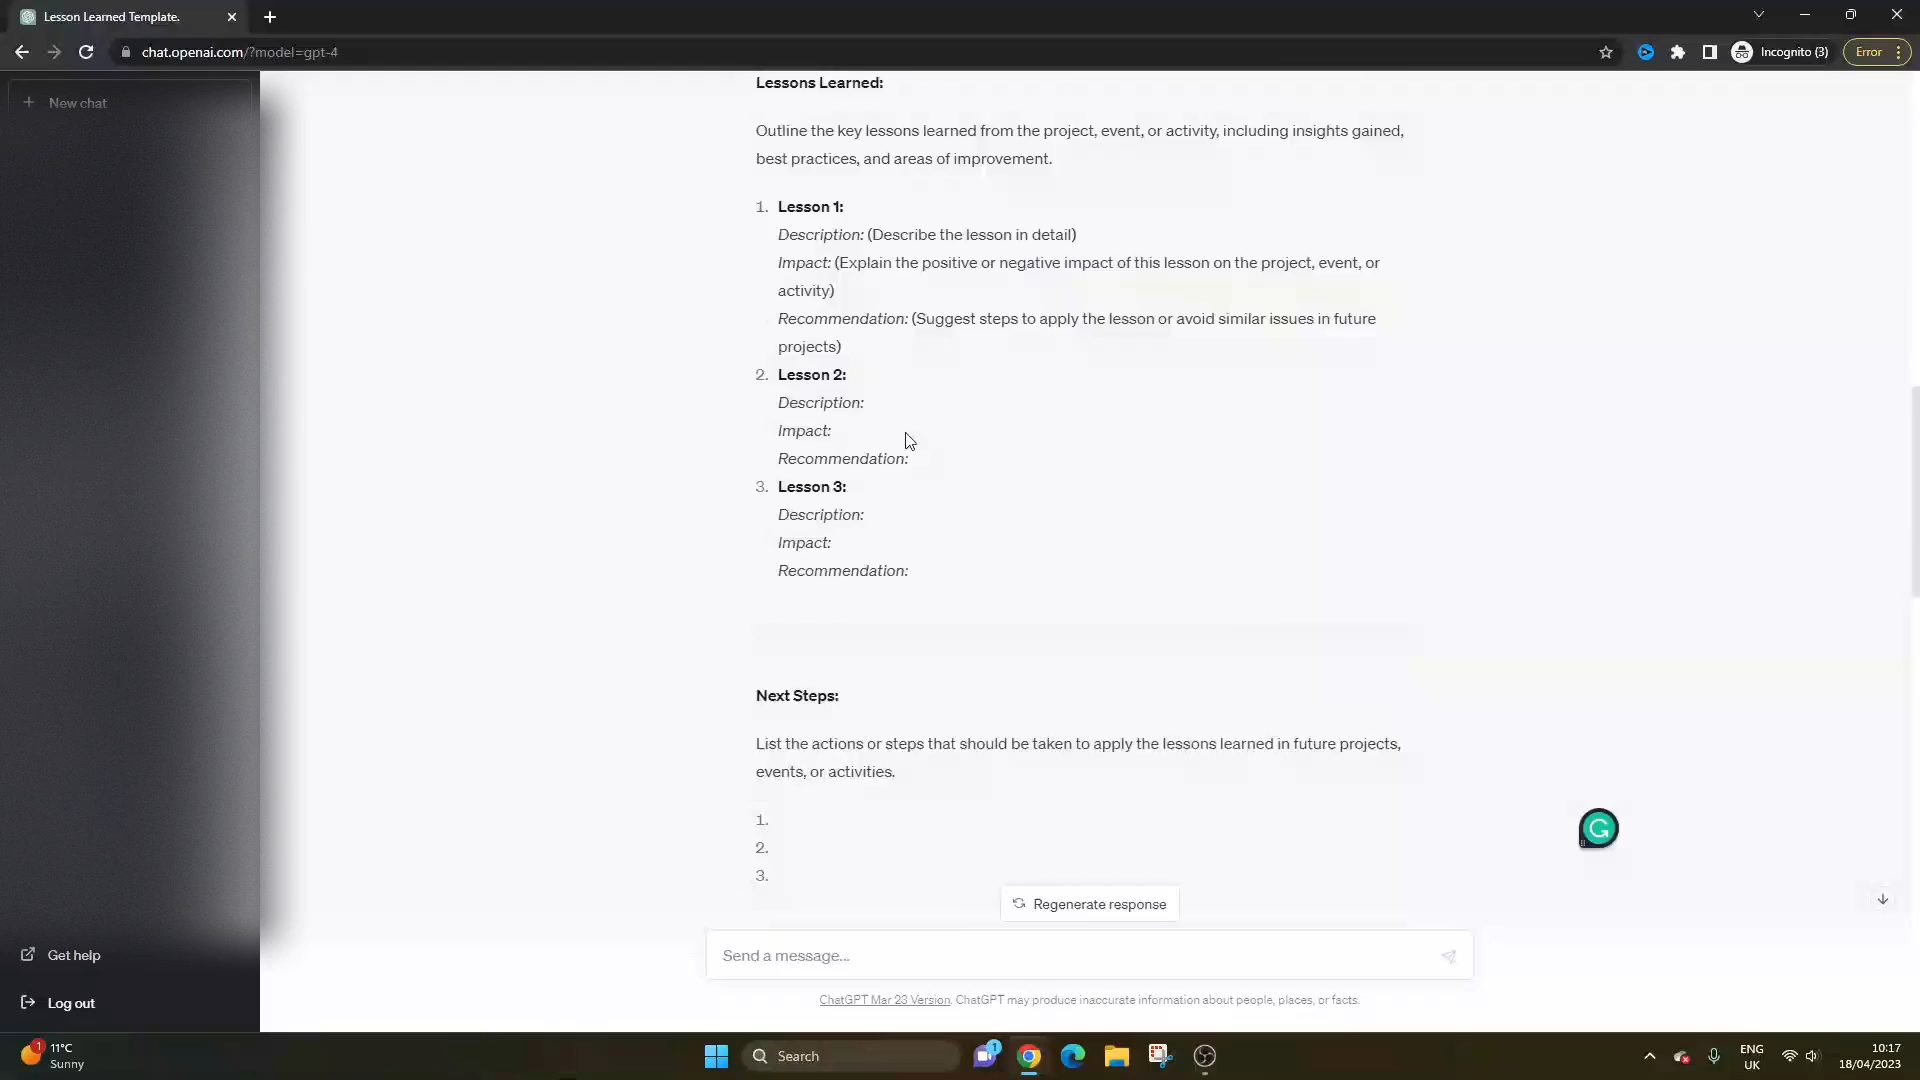 Lesson Learned Template.
chat.openai.com/?model=gpt-4
Incognito (3)
Error
New chat
Lessons Learned:
Outline the key lessons learned from the project, event, or activity, including insights gained,
best practices, and areas of improvement.
1. Lesson 1:
Description: (Describe the lesson in detail)
Impact: (Explain the positive or negative impact of this lesson on the project, event, or
activity)
Recommendation: (Suggest steps to apply the lesson or avoid similar issues in future
projects)
2. Lesson 2:
Description:
Impact:
Recommendation:
3. Lesson 3:
Description:
Impact:
Recommendation:
Next Steps:
List the actions or steps that should be taken to apply the lessons learned in future projects,
events, or activities.
1.
2.
3.
Regenerate response
Send a message...
ChatGPT Mar 23 Version. ChatGPT may produce inaccurate information about people, places, or facts.
Get help
Log out
1
11°C
Sunny
Search
1
ENG
UK
10:17
18/04/2023